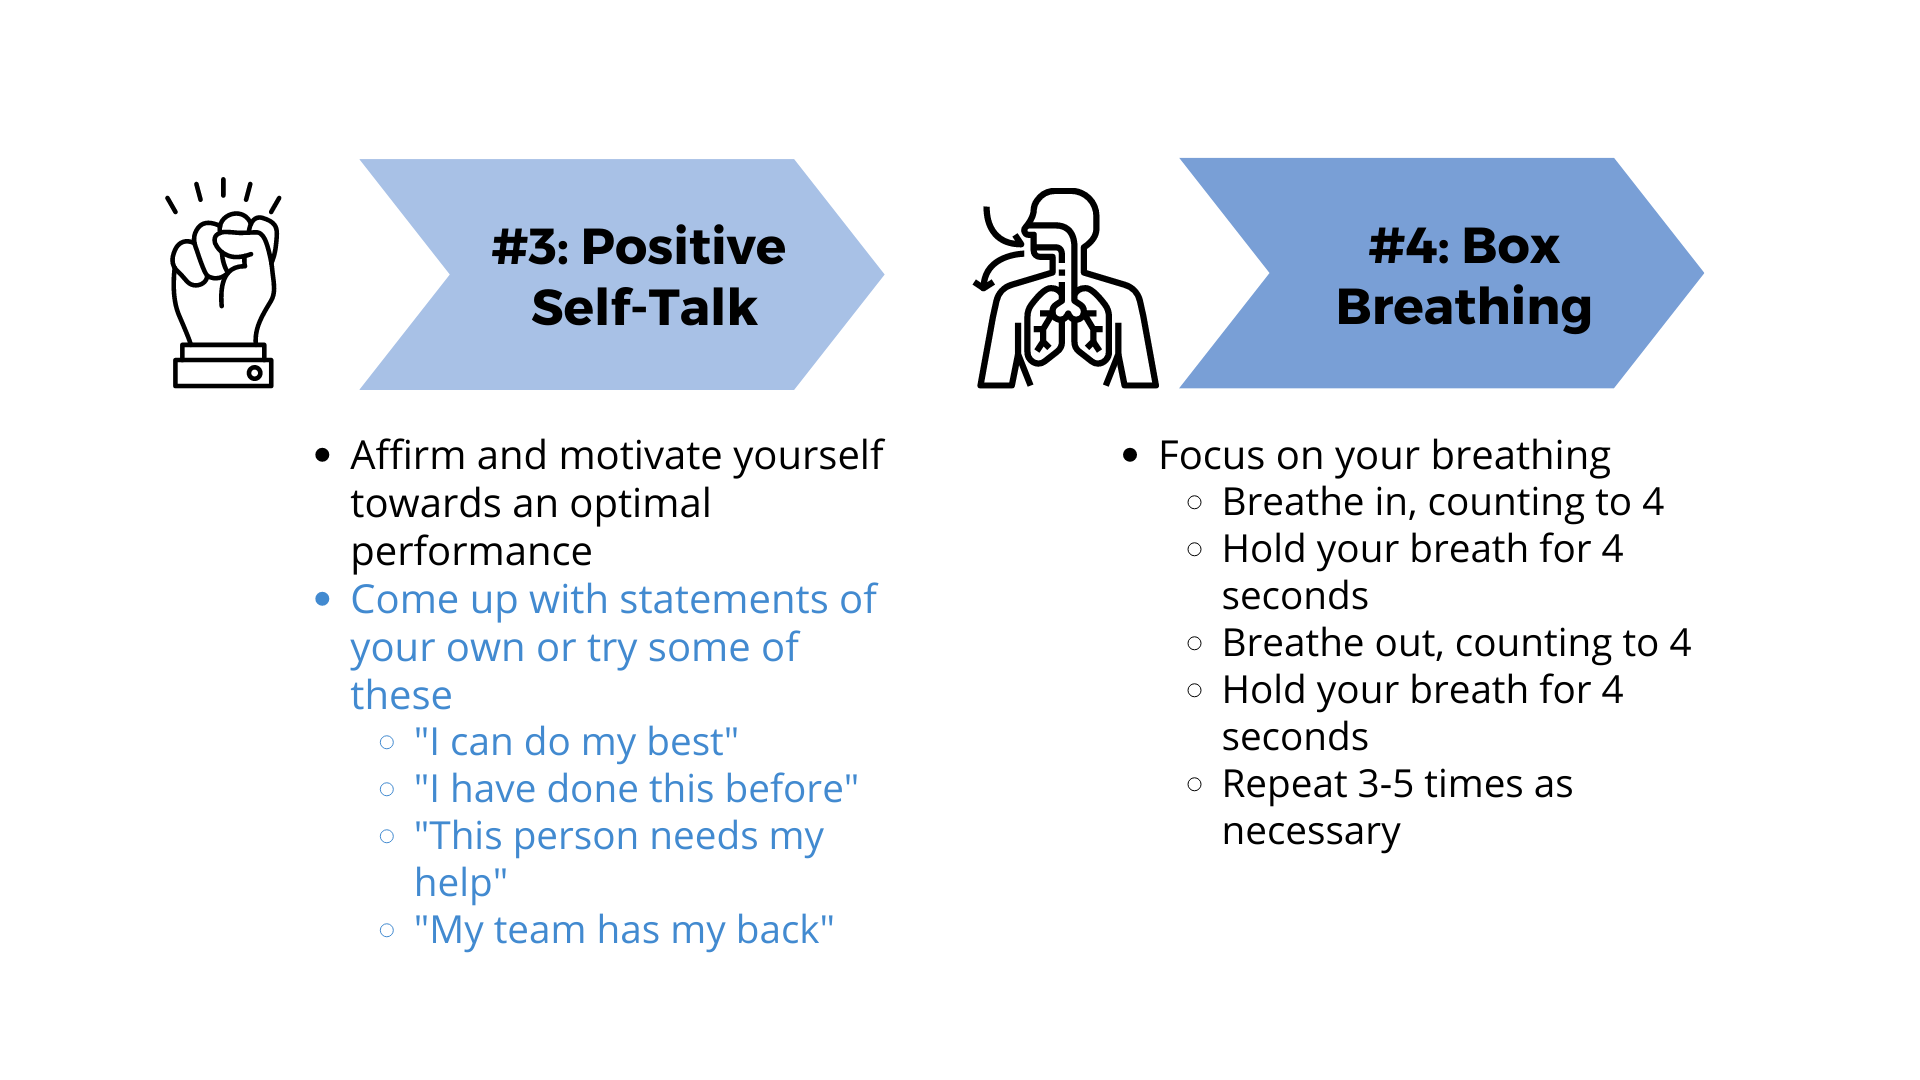 #3: Positive
Self-Talk
• Affirm and motivate yourself
towards an optimal
performance
• Come up with statements of
your own or try some of
these
○ "I can do my best"
○ "I have done this before"
○ "This person needs my
help"
○ "My team has my back"
#4: Box
Breathing
• Focus on your breathing
○ Breathe in, counting to 4
○ Hold your breath for 4
seconds
○ Breathe out, counting to 4
○ Hold your breath for 4
seconds
○ Repeat 3-5 times as
necessary